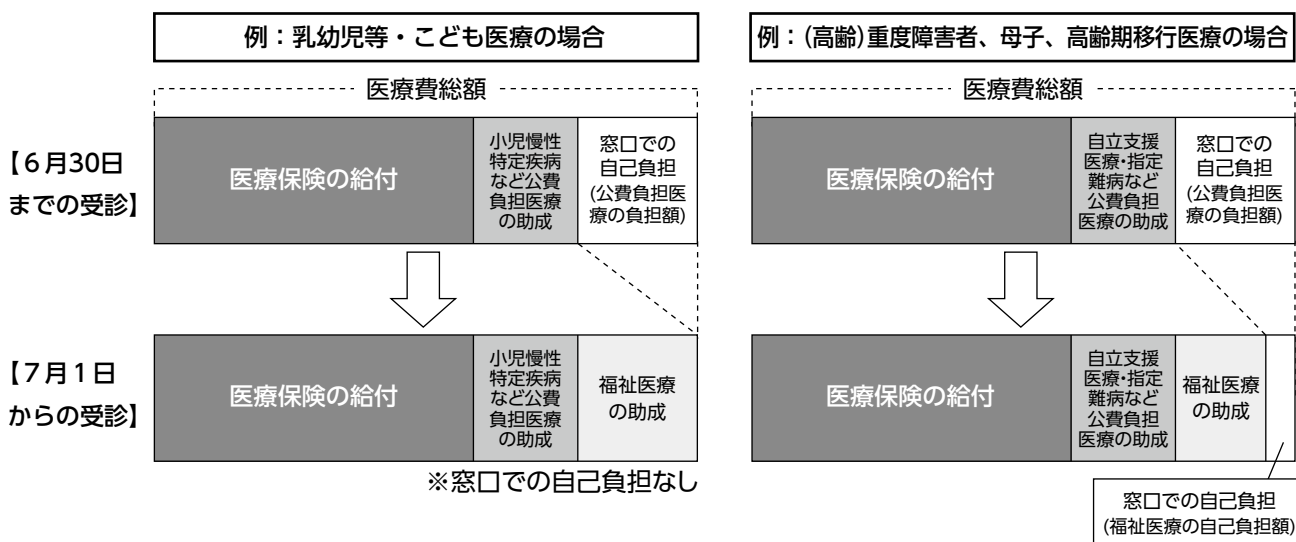 例：乳幼児等・こども医療の場合
医療費総額
【6月30日
までの受診】
医療保険の給付
小児慢性
特定疾病
など公費
負担医療
の助成
窓口での
自己負担
(公費負担医
療の負担額)
【7月1日
からの受診】
医療保険の給付
小児慢性
特定疾病
など公費
負担医療
の助成
福祉医療
の助成
※窓口での自己負担なし
例：(高齢)重度障害者、母子、高齢期移行医療の場合
医療費総額
医療保険の給付
自立支援
医療・指定
難病など
公費負担
医療の助成
窓口での
自己負担
(公費負担医
療の負担額)
医療保険の給付
自立支援
医療・指定
難病など
公費負担
医療の助成
福祉医療
の助成
窓口での自己負担
(福祉医療の自己負担額)